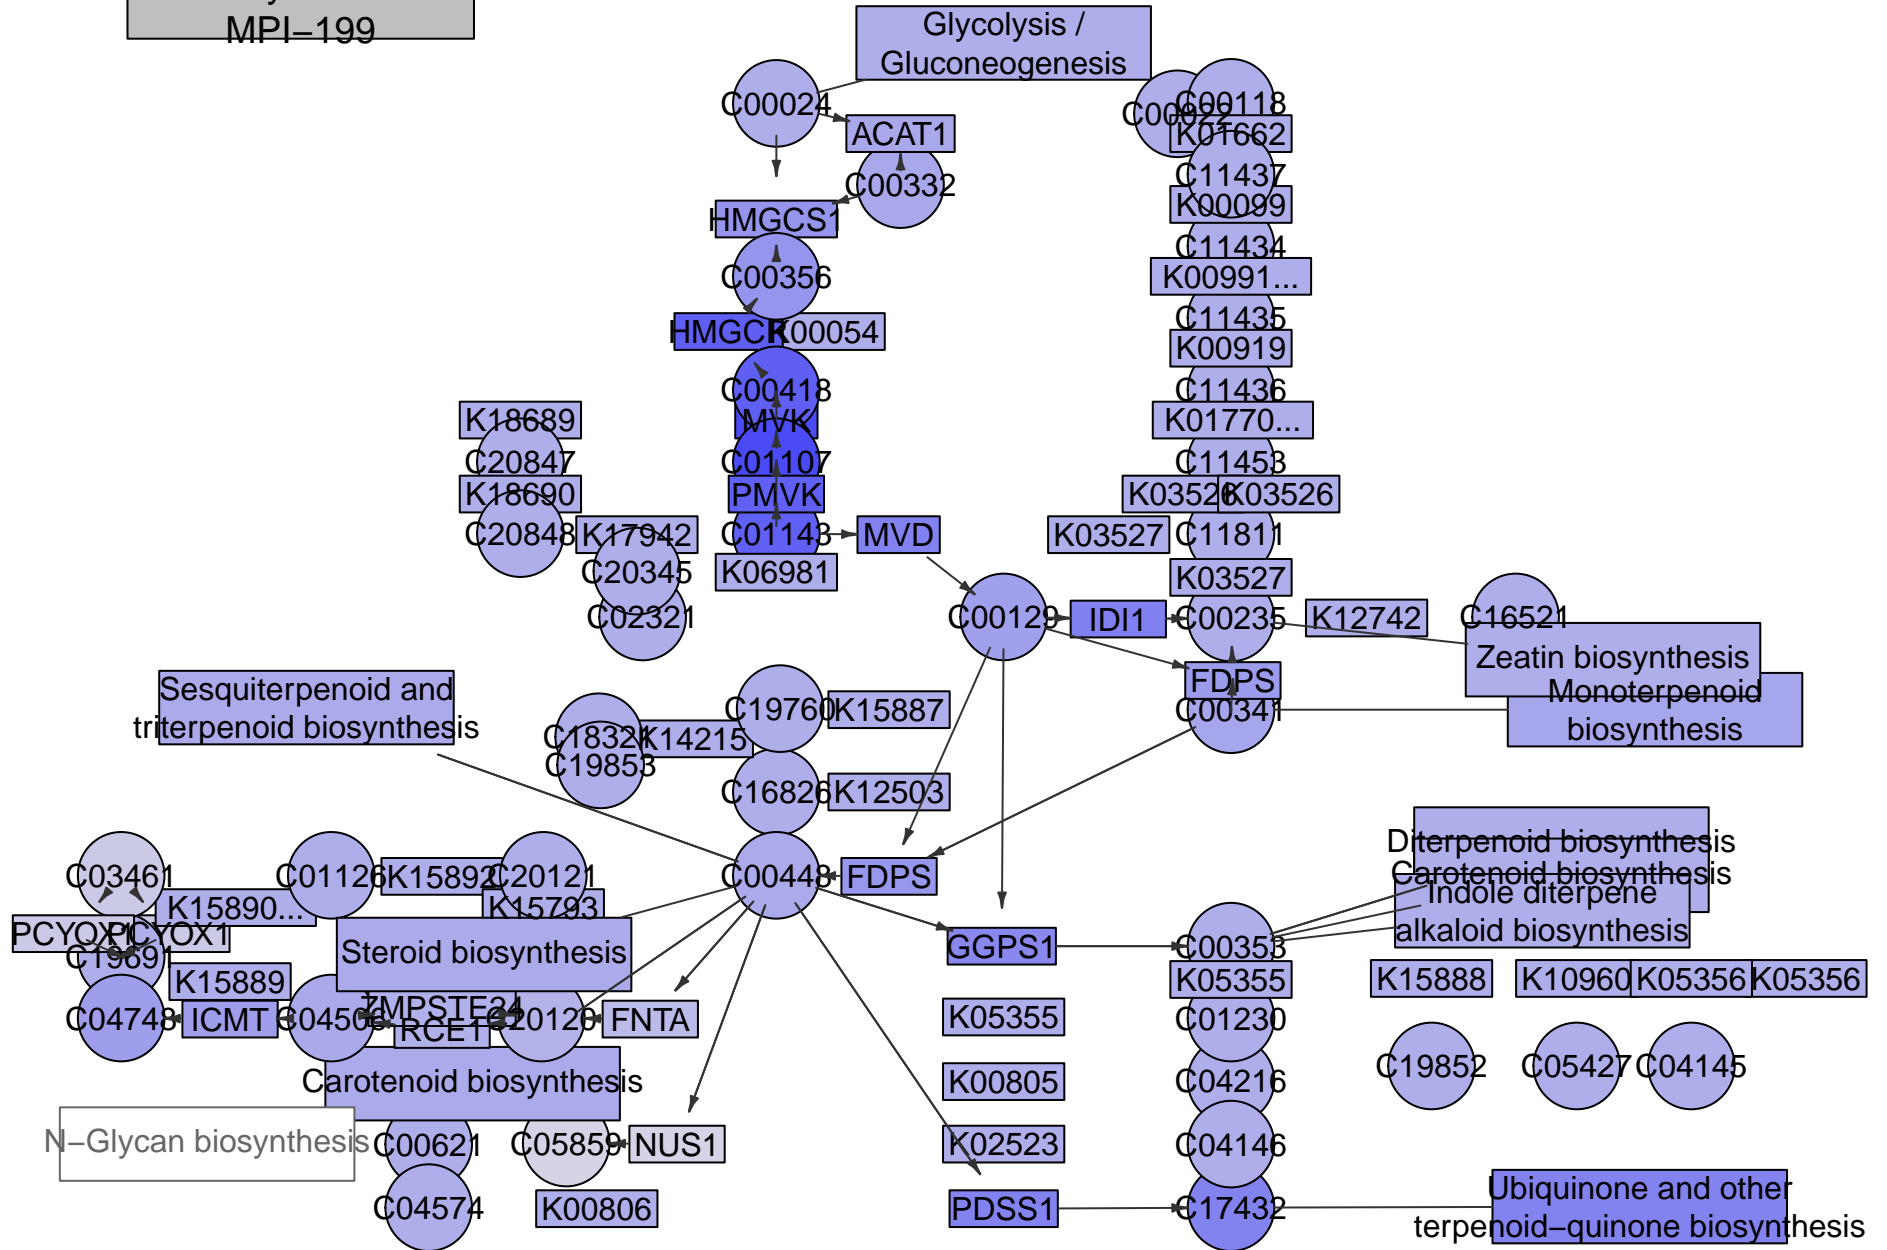 MPI−199
Glycolysis /
Gluconeogenesis
C00024
C00118
C00022
ACAT1
K01662
C00332
C11437
HMGCS1
K00099
C11434
C00356
K00991...
C11435
HMGCR
K00054
K00919
C00418
C11436
K18689
MVK
K01770...
C20847
C01107
C11453
K18690
PMVK
K03526
K03526
C20848
K17942
C01143
MVD
K03527
C11811
C20345
K06981
K03527
C02321
C00129
IDI1
C00235
K12742
C16521
Zeatin biosynthesis
FDPS
Sesquiterpenoid and
triterpenoid biosynthesis
Monoterpenoid
biosynthesis
C19760
K15887
C00341
C18321
K14215
C19853
C16826
K12503
Diterpenoid biosynthesis
Carotenoid biosynthesis
C03461
C01126
K15892
C20121
C00448
FDPS
Indole diterpene
alkaloid biosynthesis
K15890...
K15793
PCYOX1
PCYOX1
Steroid biosynthesis
GGPS1
C00353
C19691
K15889
K05355
K15888
K10960
K05356
K05356
ZMPSTE24
C04748
ICMT
C04506
RCE1
C20120
FNTA
K05355
C01230
Carotenoid biosynthesis
K00805
C04216
C19852
C05427
C04145
N−Glycan biosynthesis
C00621
C05859
NUS1
K02523
C04146
C04574
K00806
PDSS1
C17432
Ubiquinone and other
terpenoid−quinone biosynthesis